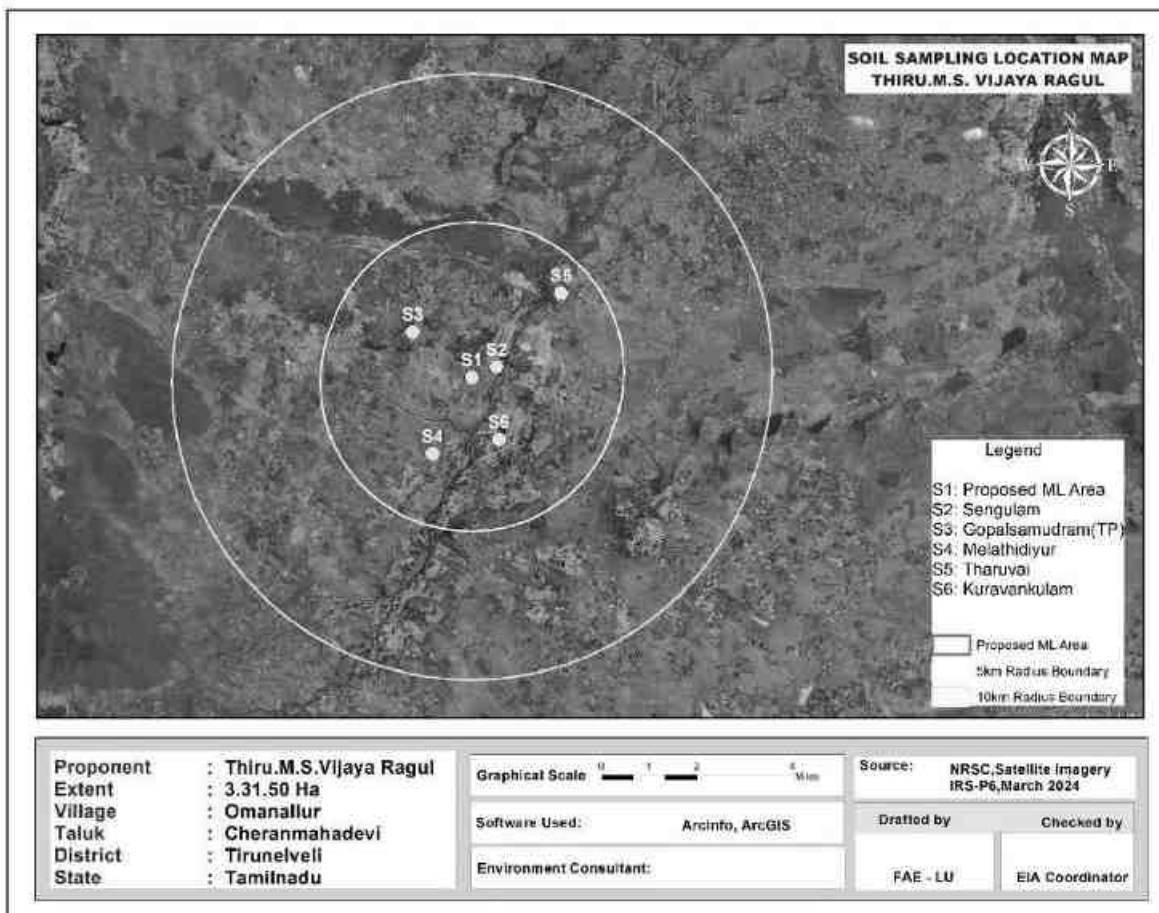 SOIL SAMPLING LOCATION MAP
THIRU.M.S. VIJAYA RAGUL
N
W E
S
S5
S3
S2
S1
S6
S4
Legend
S1: Proposed ML Area
S2: Sengulam
S3: Gopalsamudram(TP)
S4: Melathidiyur
S5: Tharuvai
S6: Kuravankulam
Proposed ML Area
5km Radius Boundary
10km Radius Boundary
Proponent : Thiru.M.S.Vijaya Ragul
Extent : 3.31.50 Ha
Village : Omanallur
Taluk : Cheranmahadevi
District : Tirunelveli
State : Tamilnadu
Graphical Scale 0 1 2 4 Miles
Software Used: Arcinfo, ArcGIS
Environment Consultant:
Source: NRSC,Satellite Imagery
IRS-P6,March 2024
Drafted by Checked by
FAE - LU EIA Coordinator